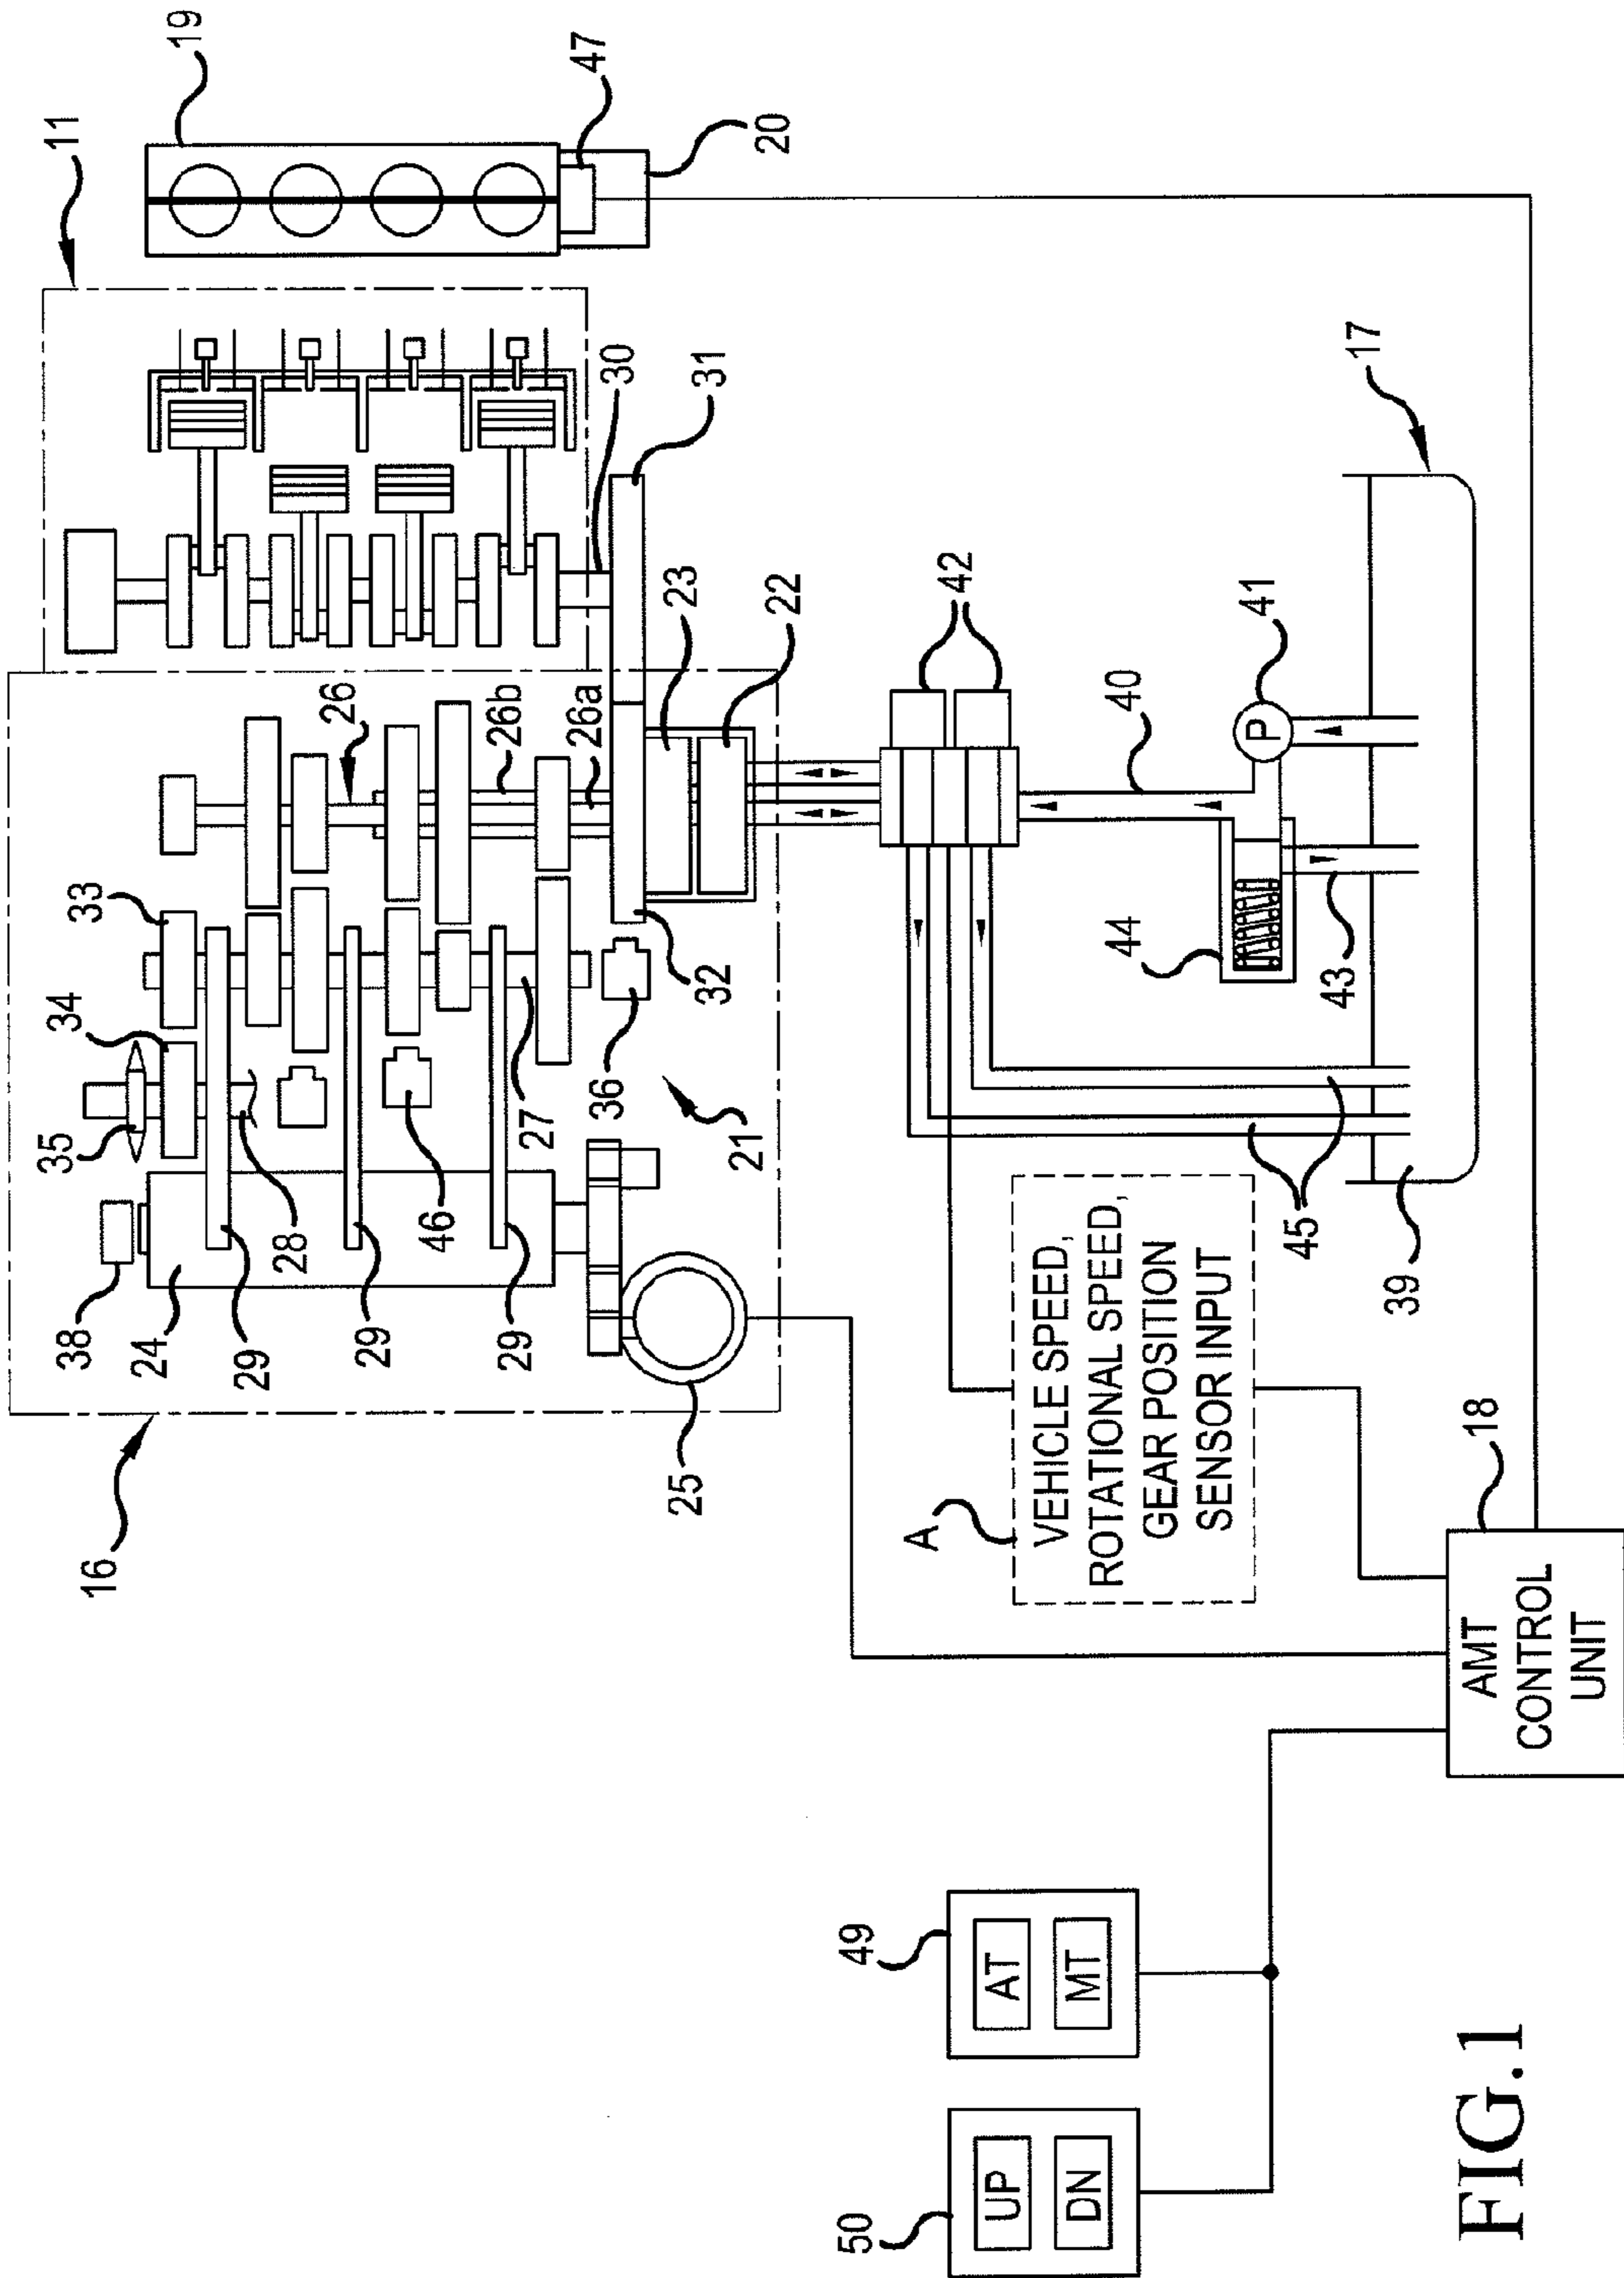 19
47
11
20
30
31
17
23
22
42
41
40
26
26b
26a
33
34
35
32
44
43
36
46
27
21
28
38
24
29
29
29
45
39
16
25
A
VEHICLE SPEED,
ROTATIONAL SPEED,
GEAR POSITION
SENSOR INPUT
P
18
AMT
CONTROL
UNIT
49
AT
MT
50
UP
DN
FIG.1